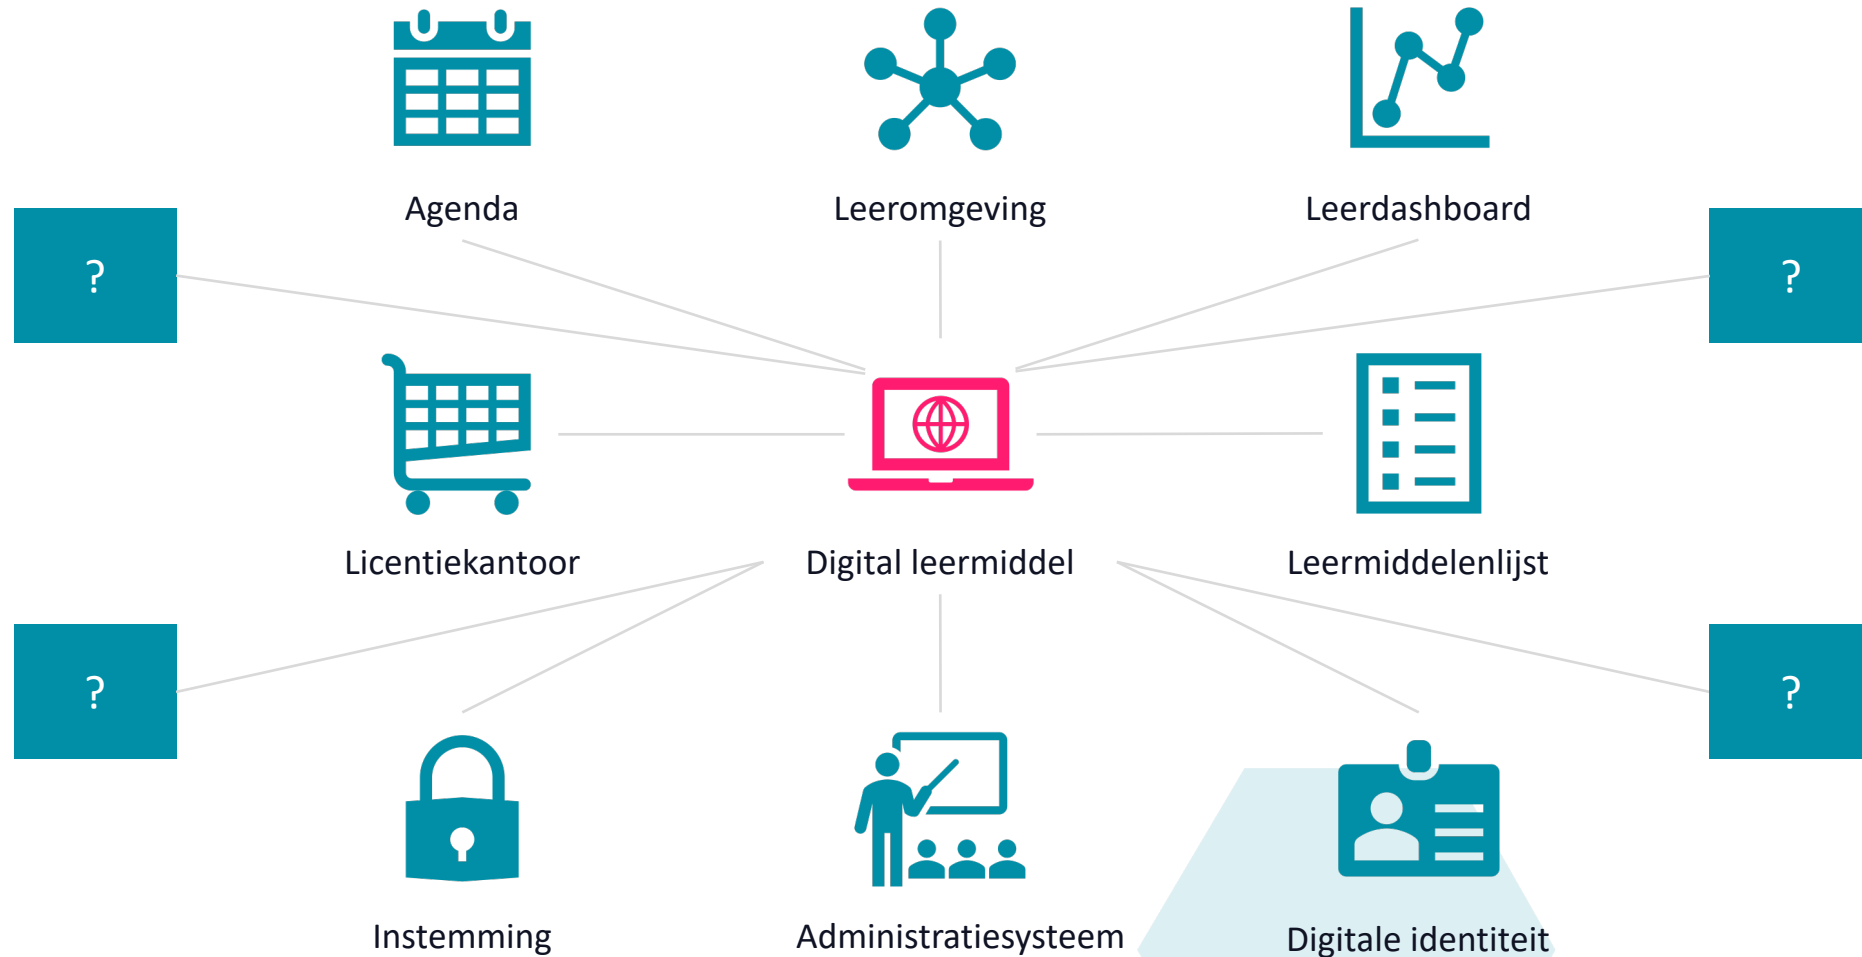 Agenda
Leeromgeving
Leerdashboard
?
?
Licentiekantoor
Digital leermiddel
Leermiddelenlijst
?
?
Instemming
Administratiesysteem
Digitale identiteit